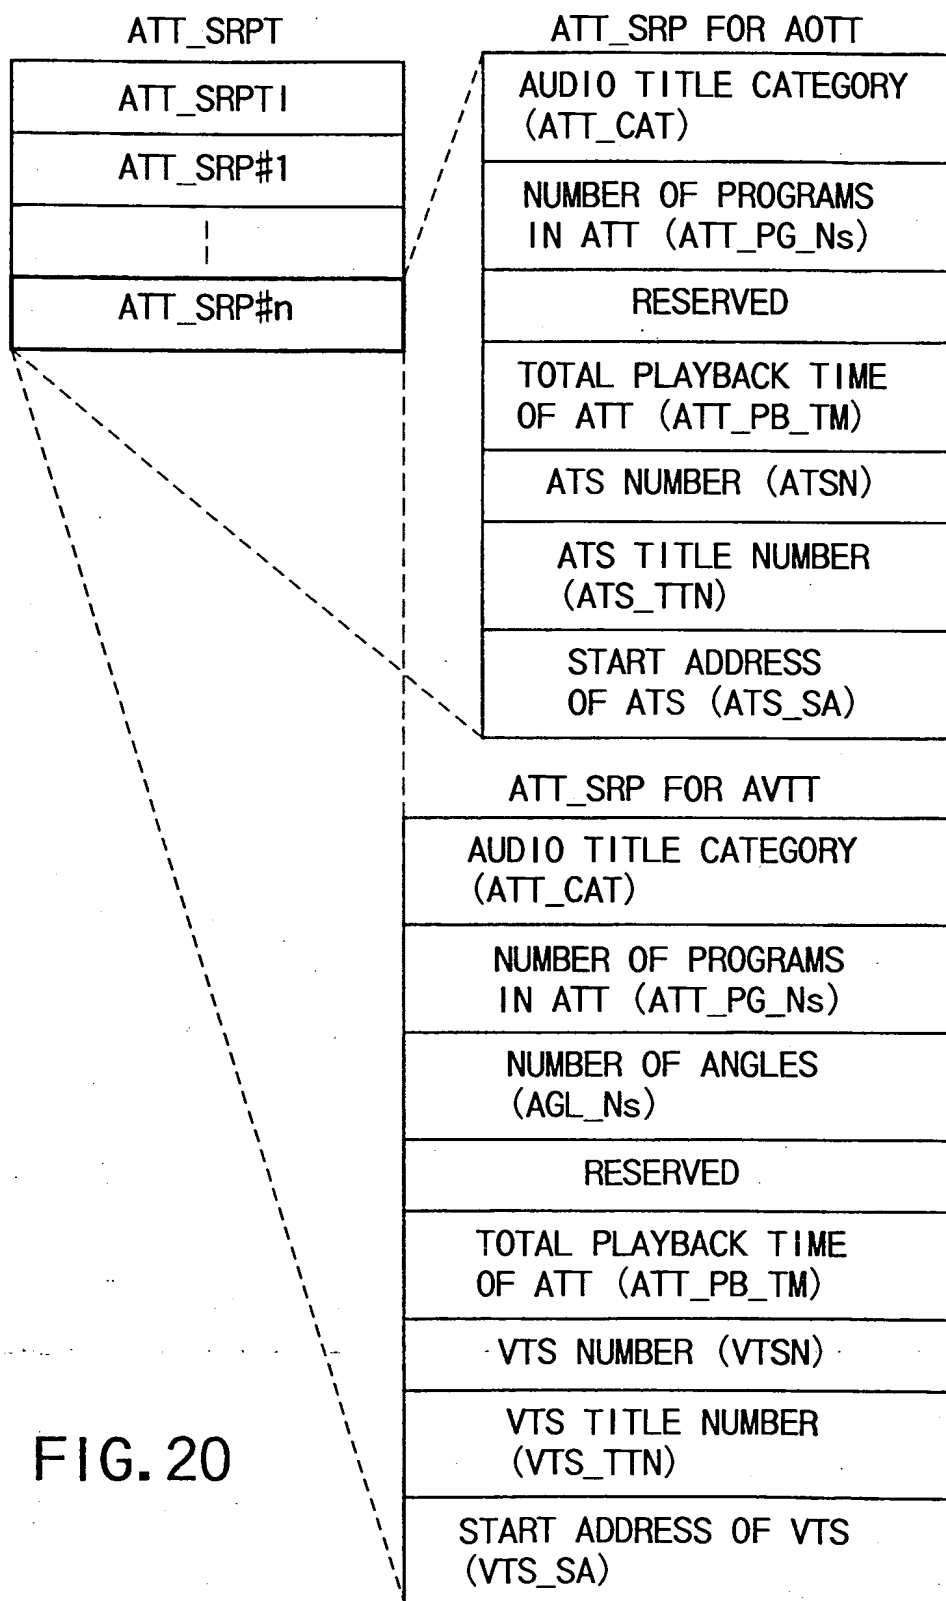 ATT_SRPT
ATT_SRPTI
ATT_SRP#1
ATT_SRP#n
ATT_SRP FOR AOTT
AUDIO TITLE CATEGORY
(ATT_CAT)
NUMBER OF PROGRAMS
IN ATT (ATT_PG_Ns)
RESERVED
TOTAL PLAYBACK TIME
OF ATT (ATT_PB_TM)
ATS NUMBER (ATSN)
ATS TITLE NUMBER
(ATS_TTN)
START ADDRESS
OF ATS (ATS_SA)
ATT_SRP FOR AVTT
AUDIO TITLE CATEGORY
(ATT_CAT)
NUMBER OF PROGRAMS
IN ATT (ATT_PG_Ns)
NUMBER OF ANGLES
(AGL_Ns)
RESERVED
TOTAL PLAYBACK TIME
OF ATT (ATT_PB_TM)
VTS NUMBER (VTSN)
VTS TITLE NUMBER
(VTS_TTN)
START ADDRESS OF VTS
(VTS_SA)
FIG. 20